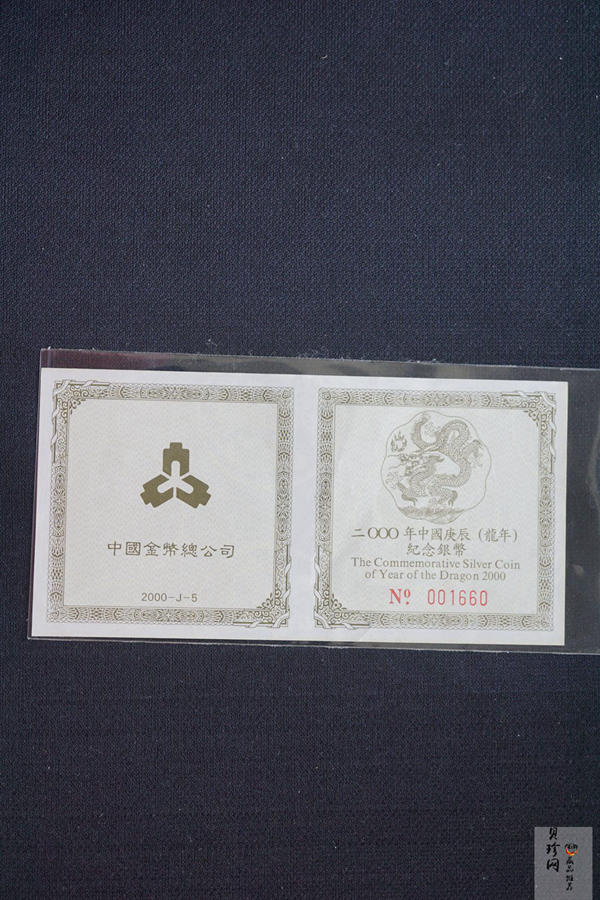 中國金幣總公司
2000-J-5
二OOO年中國庚辰（龍年）
紀念銀幣
The Commemorative Silver Coin
of Year of the Dragon 2000
Nº 001660
贝珍网